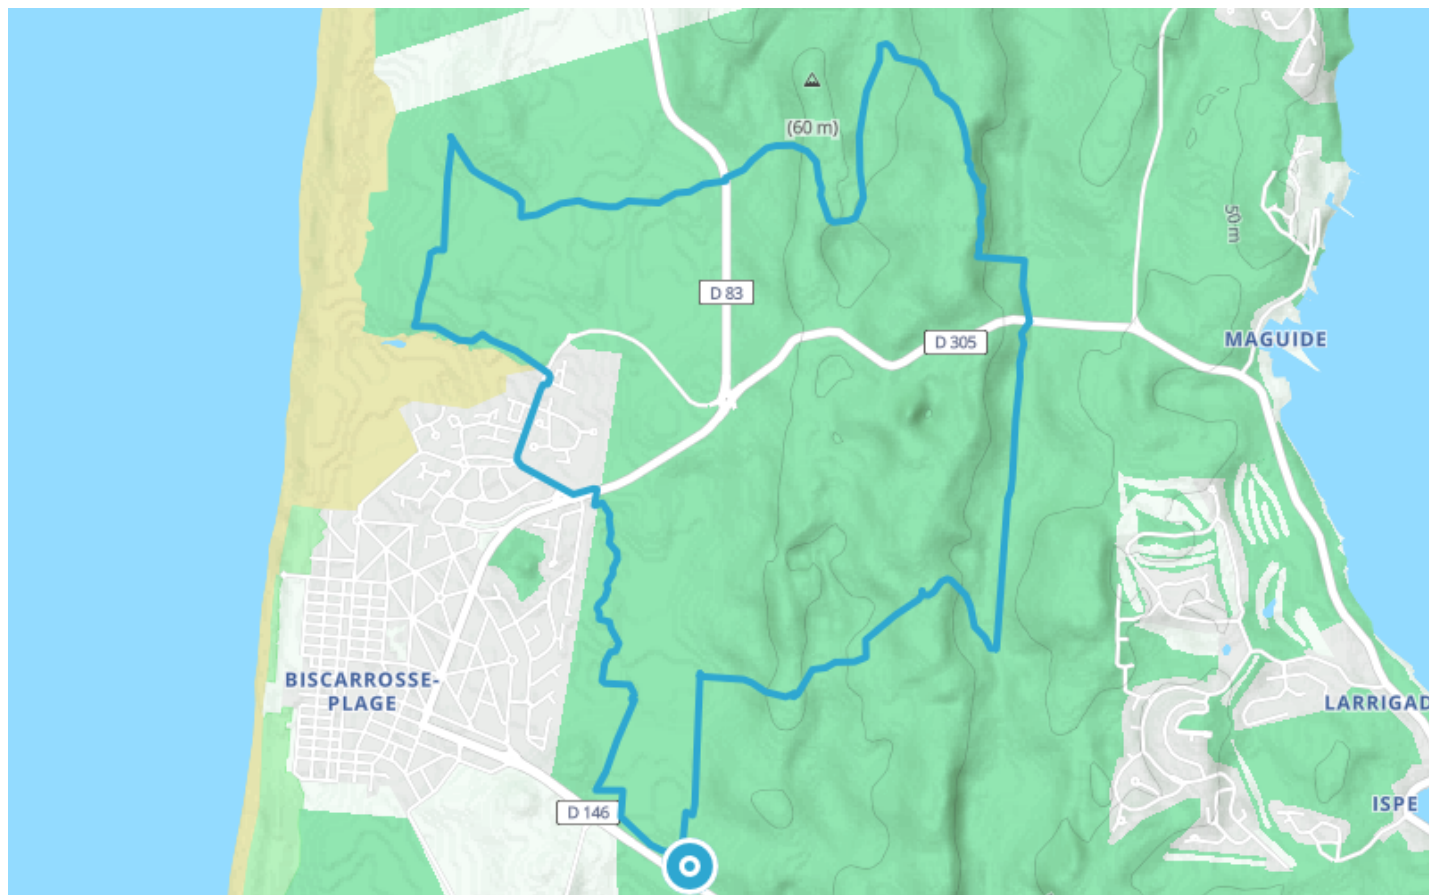 (60 m)
50 m
D 83
D 305
MAGUIDE
BISCARROSSE-
PLAGE
LARRIGAD
D 146
ISPE